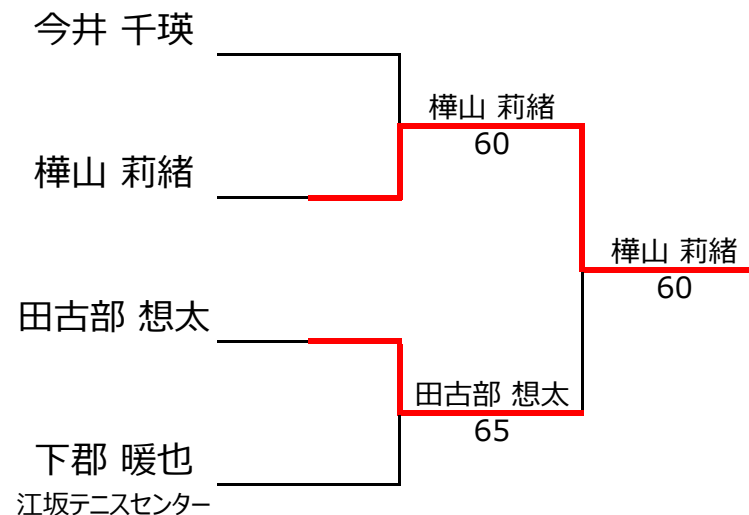 今井 千瑛
樺山 莉緒
60
樺山 莉緒
樺山 莉緒
60
田古部 想太
田古部 想太
65
下郡 暖也
江坂テニスセンター